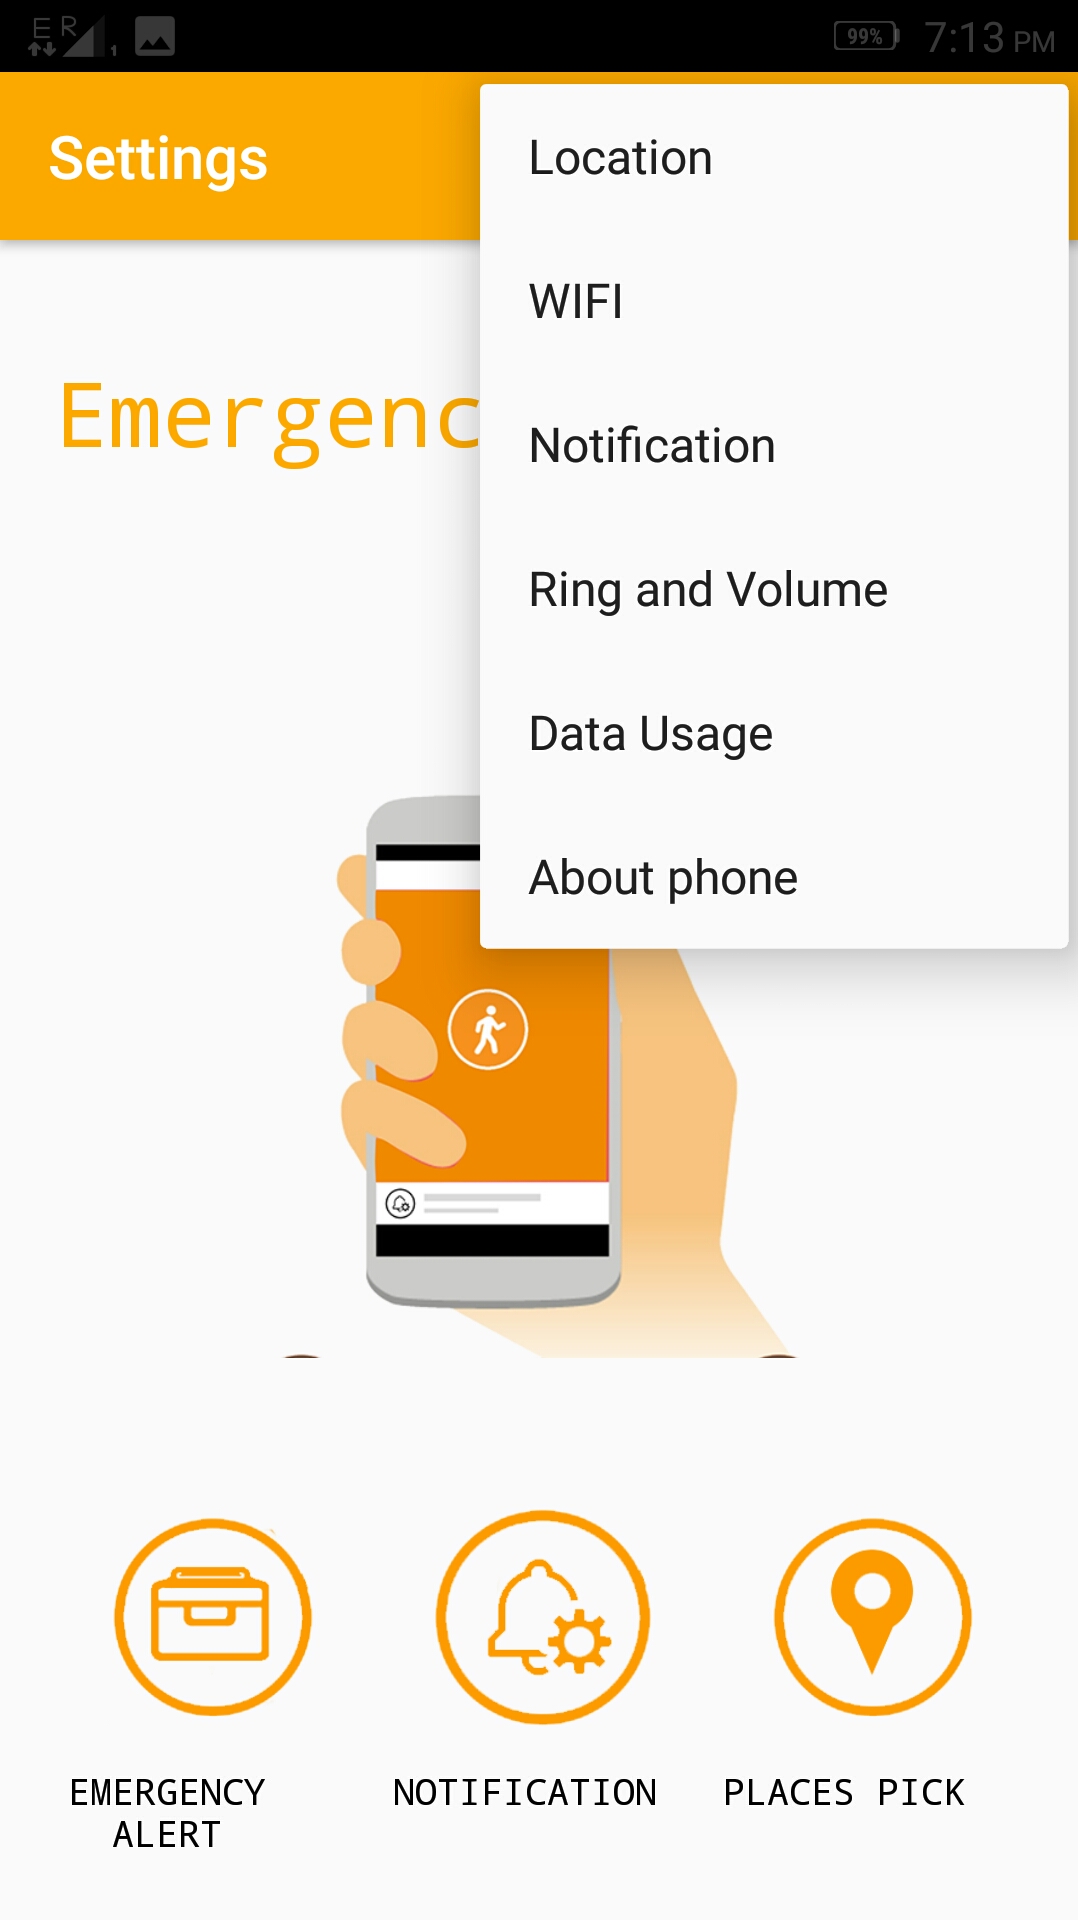 E R 1 99% 7:13 PM
Settings
Location
WIFI
Emergenc
Notification
Ring and Volume
Data Usage
About phone
EMERGENCY
ALERT
NOTIFICATION
PLACES PICK